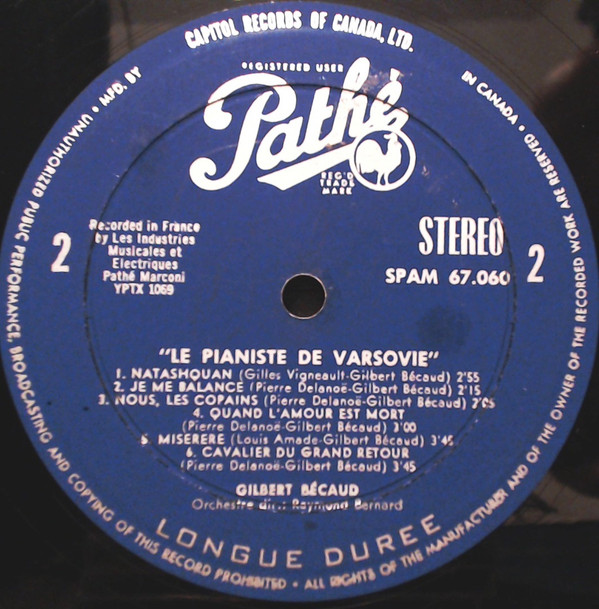 CAPITOL RECORDS OF CANADA, LTD.
UNAUTHORIZED PUBLIC PERFORMANCE, BROADCASTING AND COPYING OF THIS RECORD PROHIBITED • ALL RIGHTS OF THE MANUFACTURER AND OF THE OWNER OF THE RECORDED WORK ARE RESERVED •
MFD. BY
IN CANADA
REGISTERED USER
Pathé
REG'D
TRADE
MARK
2
Recorded in France
by Les Industries
Musicales et
Electriques
Pathé Marconi
YPTX 1069
STEREO
2
SPAM 67.060
"LE PIANISTE DE VARSOVIE"
1. NATASHQUAN (Gilles Vigneault-Gilbert Bécaud) 2'55
2. JE ME BALANCE (Pierre Delanoë-Gilbert Bécaud) 2'15
3. NOUS, LES COPAINS (Pierre Delanoë-Gilbert Bécaud) 2'05
4. QUAND L'AMOUR EST MORT
(Pierre Delanoë-Gilbert Bécaud) 3'00
5. MISERERE (Louis Amade-Gilbert Bécaud) 3'45
6. CAVALIER DU GRAND RETOUR
(Pierre Delanoë-Gilbert Bécaud) 3'45
GILBERT BÉCAUD
Orchestre dir.: Raymond Bernard
LONGUE DUREE